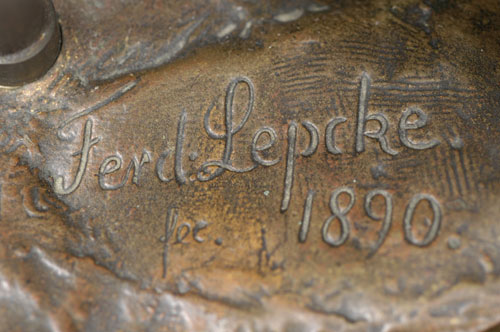 Ferd: Lepcke.
fec. 1890.